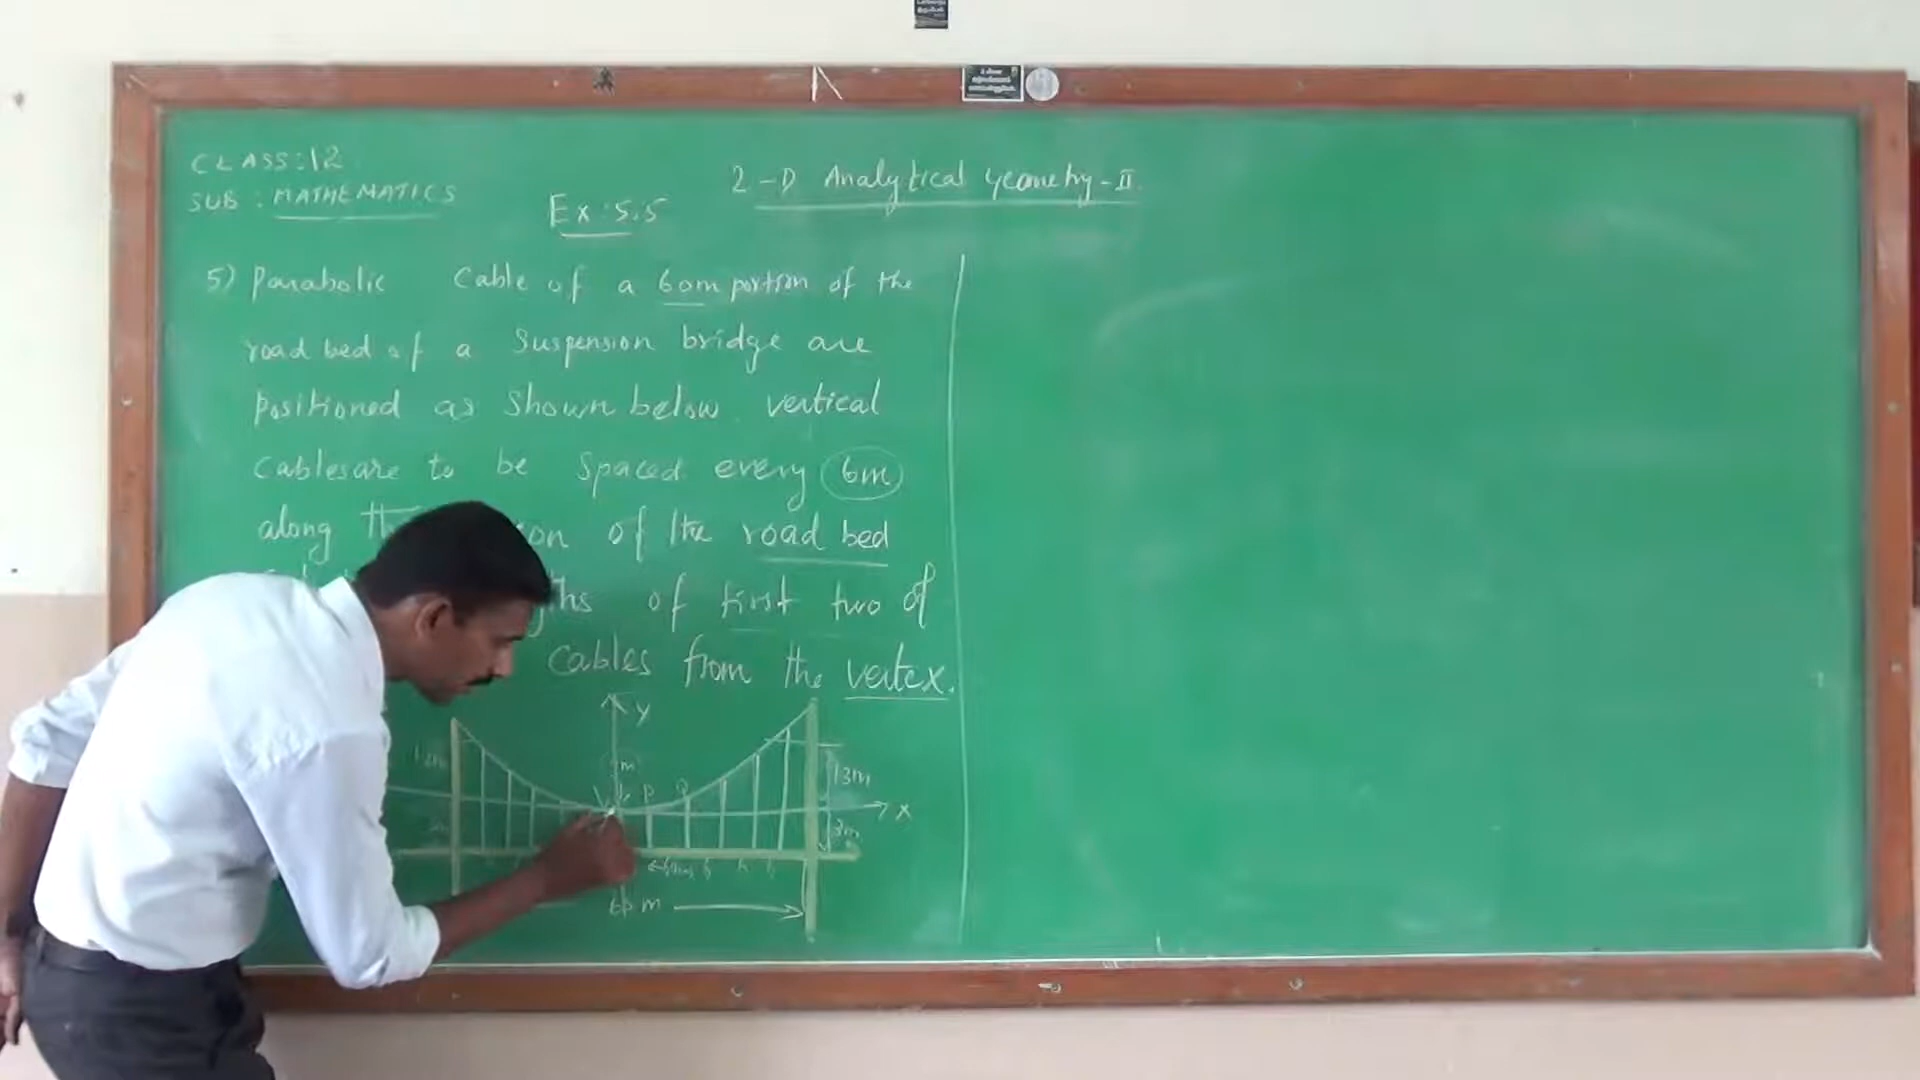 CLASS: 12
SUB : MATHEMATICS
2-D Analytical Geometry-II.
Ex: 5.5
5) Parabolic Cable of a 60m portion of the
road bed of a Suspension bridge are
positioned as shown below. vertical
cables are to be Spaced every 6m
along of the road bed
of first two of
cables from the vertex.
y
13m
V P Q
x
3m
m